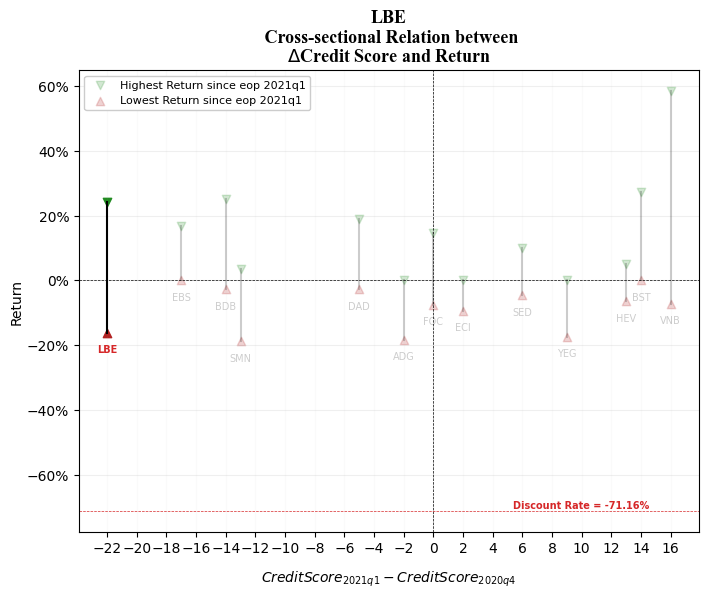 LBE
Cross-sectional Relation between
ΔCredit Score and Return
Highest Return since eop 2021q1
Lowest Return since eop 2021q1
60%
40%
20%
0%
−20%
−40%
−60%
Return
LBE
EBS
BDB
SMN
DAD
ADG
FOC
ECI
SED
YEG
HEV
BST
VNB
Discount Rate = -71.16%
−22 −20 −18 −16 −14 −12 −10 −8 −6 −4 −2 0 2 4 6 8 10 12 14 16
CreditScore2021q1 − CreditScore2020q4